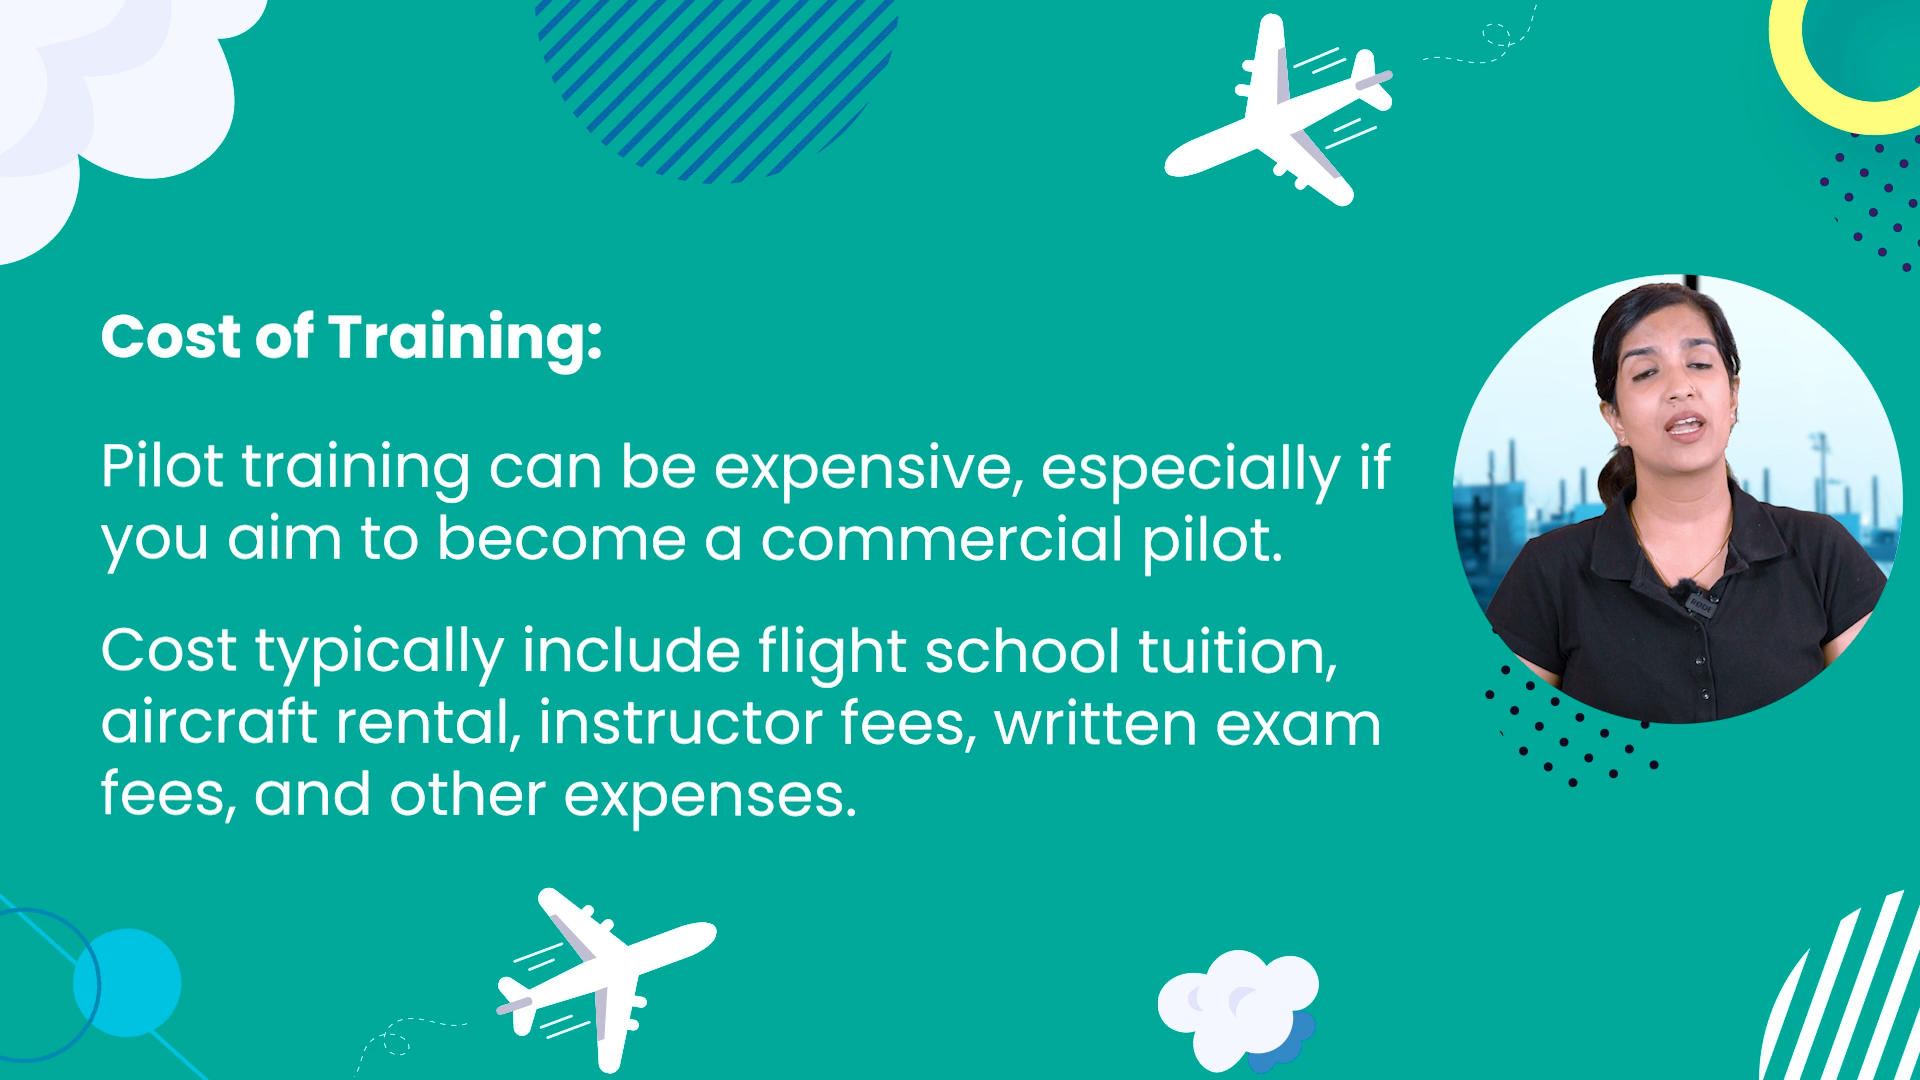 Cost of Training:
Pilot training can be expensive, especially if
you aim to become a commercial pilot.
Cost typically include flight school tuition,
aircraft rental, instructor fees, written exam
fees, and other expenses.
RODE